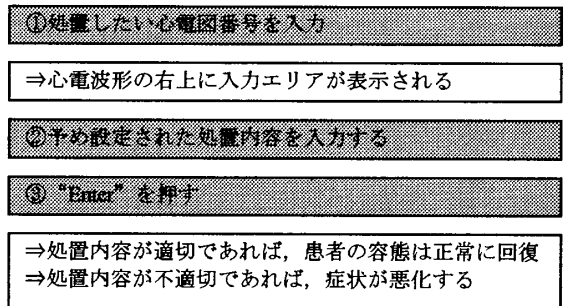 ①処置したい心電図番号を入力
⇒心電波形の右上に入力エリアが表示される
②予め設定された処置内容を入力する
③“Enter”を押す
⇒処置内容が適切であれば，患者の容態は正常に回復
⇒処置内容が不適切であれば，症状が悪化する